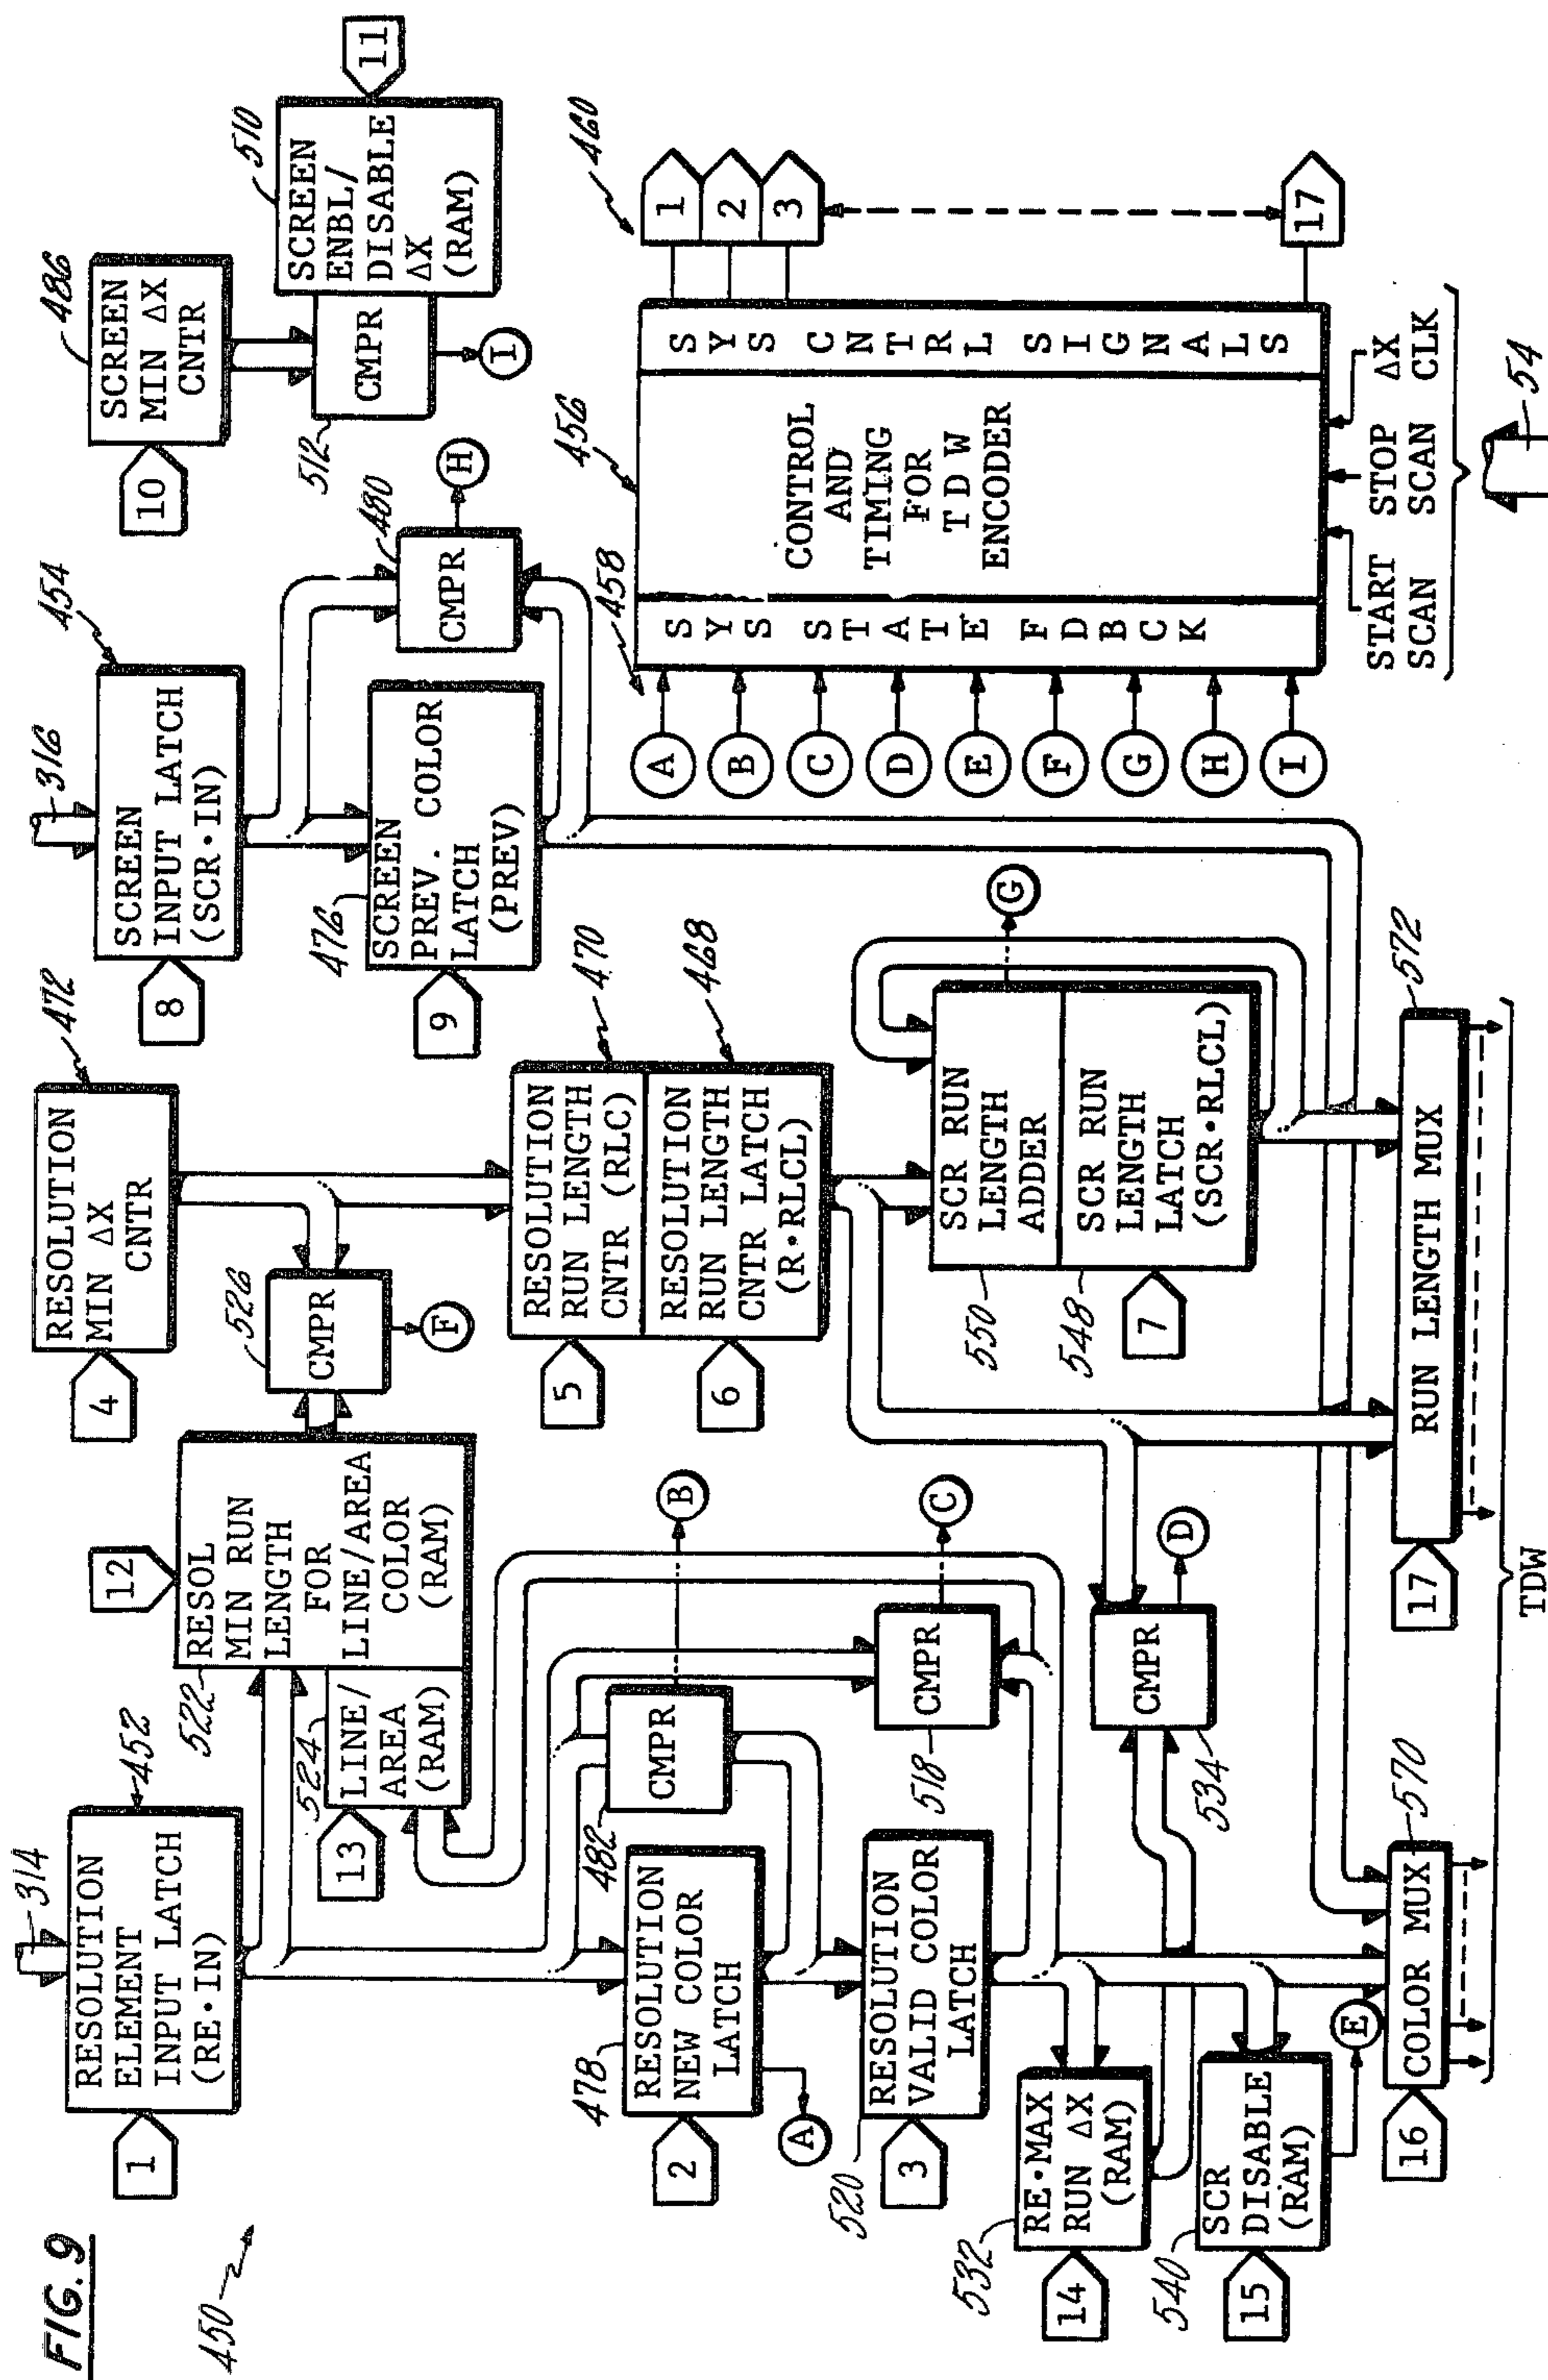 FIG. 9
450
314
1
RESOLUTION
ELEMENT
INPUT LATCH
(RE·IN)
452
12
522
RESOL
MIN RUN
LENGTH
FOR
LINE/AREA
COLOR
(RAM)
524
13
LINE/
AREA
(RAM)
4
RESOLUTION
MIN ΔX
CNTR
472
526
CMPR
F
316
8
SCREEN
INPUT LATCH
(SCR·IN)
454
10
SCREEN
MIN ΔX
CNTR
486
SCREEN
ENBL/
DISABLE
ΔX
(RAM)
510
11
512
CMPR
I
476
9
SCREEN
PREV. COLOR
LATCH
(PREV)
CMPR
480
H
482
CMPR
B
478
2
RESOLUTION
NEW COLOR
LATCH
A
5
RESOLUTION
RUN LENGTH
CNTR (RLC)
470
6
RESOLUTION
RUN LENGTH
CNTR LATCH
(R·RLCL)
468
520
3
RESOLUTION
VALID COLOR
LATCH
518
CMPR
C
550
SCR RUN
LENGTH
ADDER
G
548
7
SCR RUN
LENGTH
LATCH
(SCR·RLCL)
458
456
460
A
B
C
D
E
F
G
H
I
SYS STATE FDBCK
CONTROL
AND
TIMING
FOR
T D W
ENCODER
SYS CNTRL SIGNALS
1
2
3
17
START
SCAN
STOP
SCAN
ΔX
CLK
54
532
14
RE·MAX
RUN ΔX
(RAM)
534
CMPR
D
540
15
SCR
DISABLE
(RAM)
E
16
COLOR MUX
570
17
RUN LENGTH MUX
572
TDW